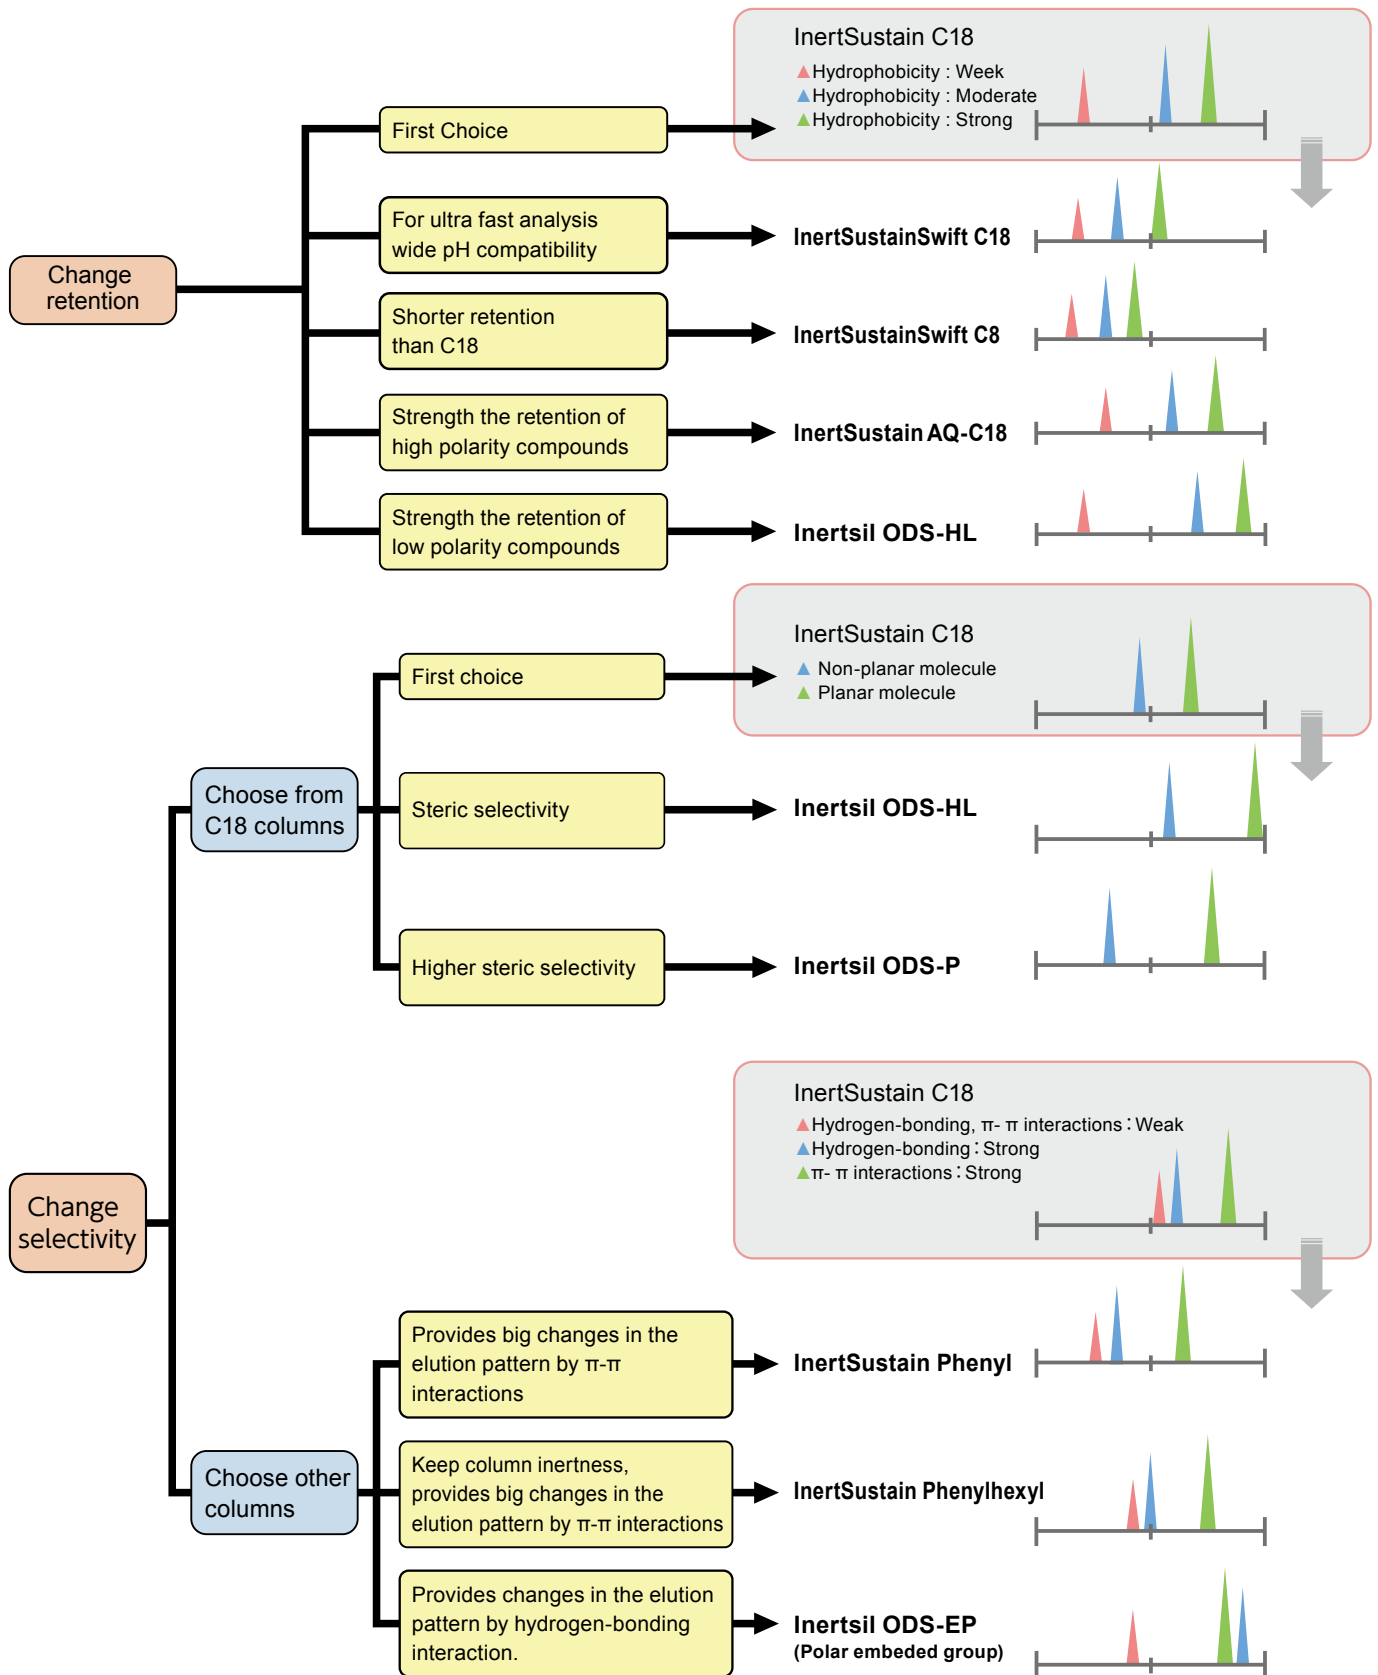 InertSustain C18
Hydrophobicity : Week
Hydrophobicity : Moderate
Hydrophobicity : Strong
First Choice
For ultra fast analysis
wide pH compatibility
InertSustainSwift C18
Change
retention
Shorter retention
than C18
InertSustainSwift C8
Strength the retention of
high polarity compounds
InertSustain AQ-C18
Strength the retention of
low polarity compounds
Inertsil ODS-HL
InertSustain C18
Non-planar molecule
Planar molecule
First choice
Choose from
C18 columns
Steric selectivity
Inertsil ODS-HL
Higher steric selectivity
Inertsil ODS-P
InertSustain C18
Hydrogen-bonding, π- π interactions：Weak
Hydrogen-bonding：Strong
π- π interactions：Strong
Change
selectivity
Provides big changes in the
elution pattern by π-π
interactions
InertSustain Phenyl
Choose other
columns
Keep column inertness,
provides big changes in the
elution pattern by π-π interactions
InertSustain Phenylhexyl
Provides changes in the elution
pattern by hydrogen-bonding
interaction.
Inertsil ODS-EP
(Polar embeded group)